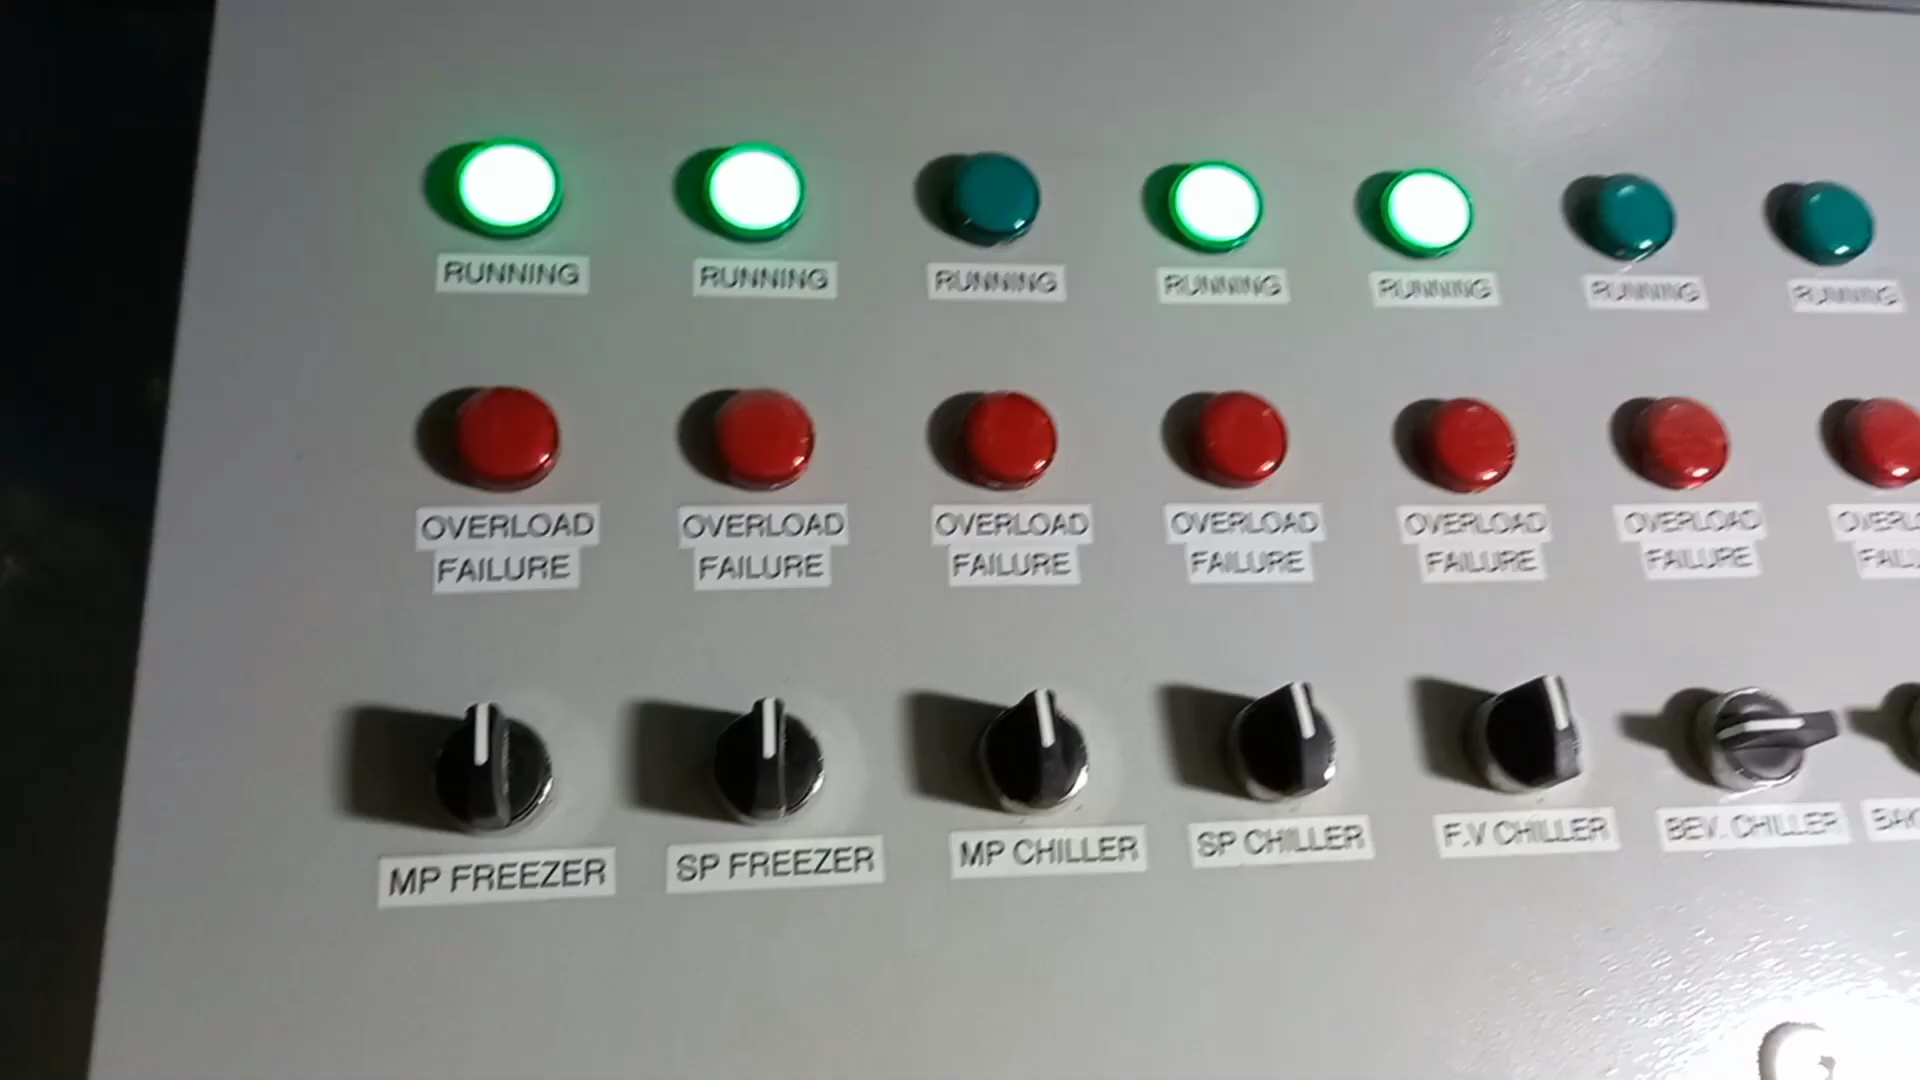 RUNNING RUNNING RUNNING RUNNING RUNNING RUNNING RUNNING
OVERLOAD OVERLOAD OVERLOAD OVERLOAD OVERLOAD OVERLOAD
FAILURE FAILURE FAILURE FAILURE FAILURE FAILURE
MP FREEZER SP FREEZER MP CHILLER SP CHILLER F.V CHILLER BEV. CHILLER